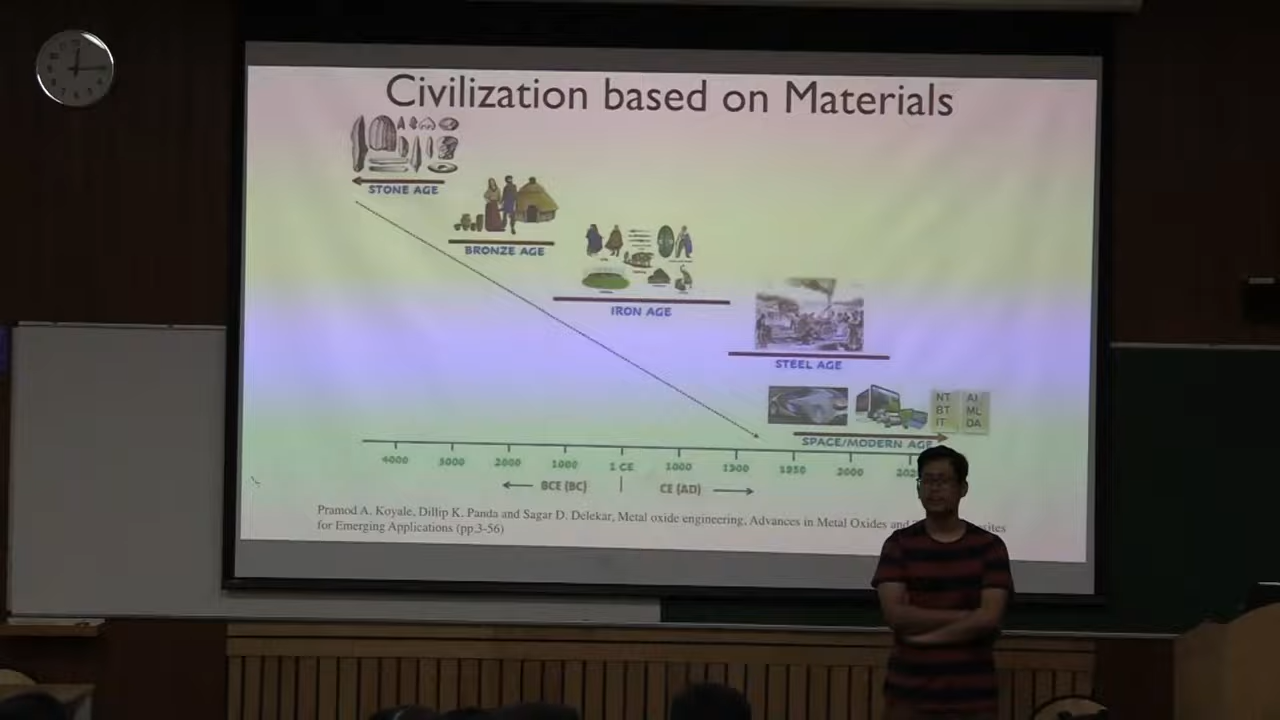 Civilization based on Materials
STONE AGE
BRONZE AGE
IRON AGE
STEEL AGE
NT AI
BT ML
IT DA
SPACE/MODERN AGE
4000 3000 2000 1000 1 CE 1000 1300 1850 2000
BCE (BC) CE (AD)
Pramod A. Koyale, Dillip K. Panda and Sagar D. Delekar, Metal oxide engineering, Advances in Metal Oxides and
for Emerging Applications (pp.3-56)